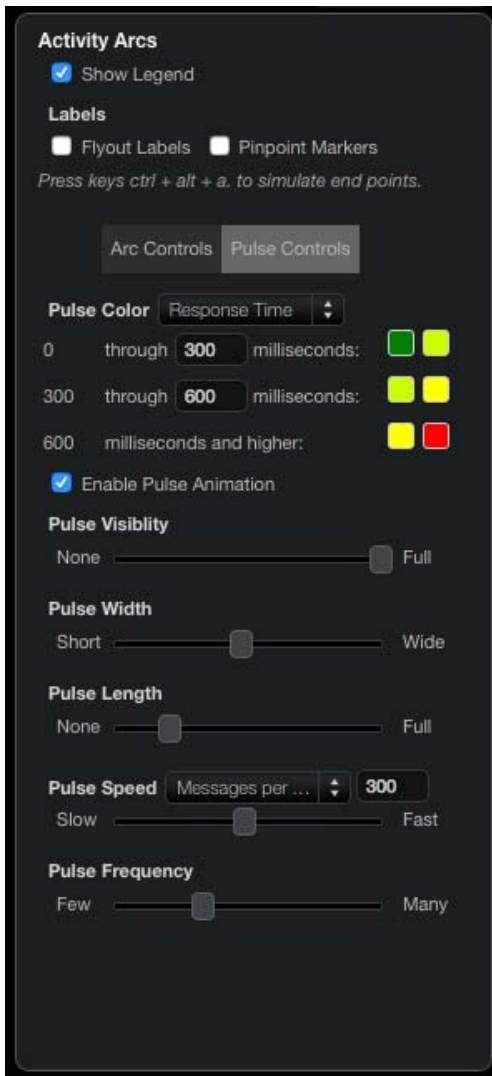 Activity Arcs
Show Legend
Labels
Flyout Labels Pinpoint Markers
Press keys ctrl + alt + a. to simulate end points.
Arc Controls Pulse Controls
Pulse Color Response Time
0 through 300 milliseconds:
300 through 600 milliseconds:
600 milliseconds and higher:
Enable Pulse Animation
Pulse Visiblity
None Full
Pulse Width
Short Wide
Pulse Length
None Full
Pulse Speed Messages per ... 300
Slow Fast
Pulse Frequency
Few Many